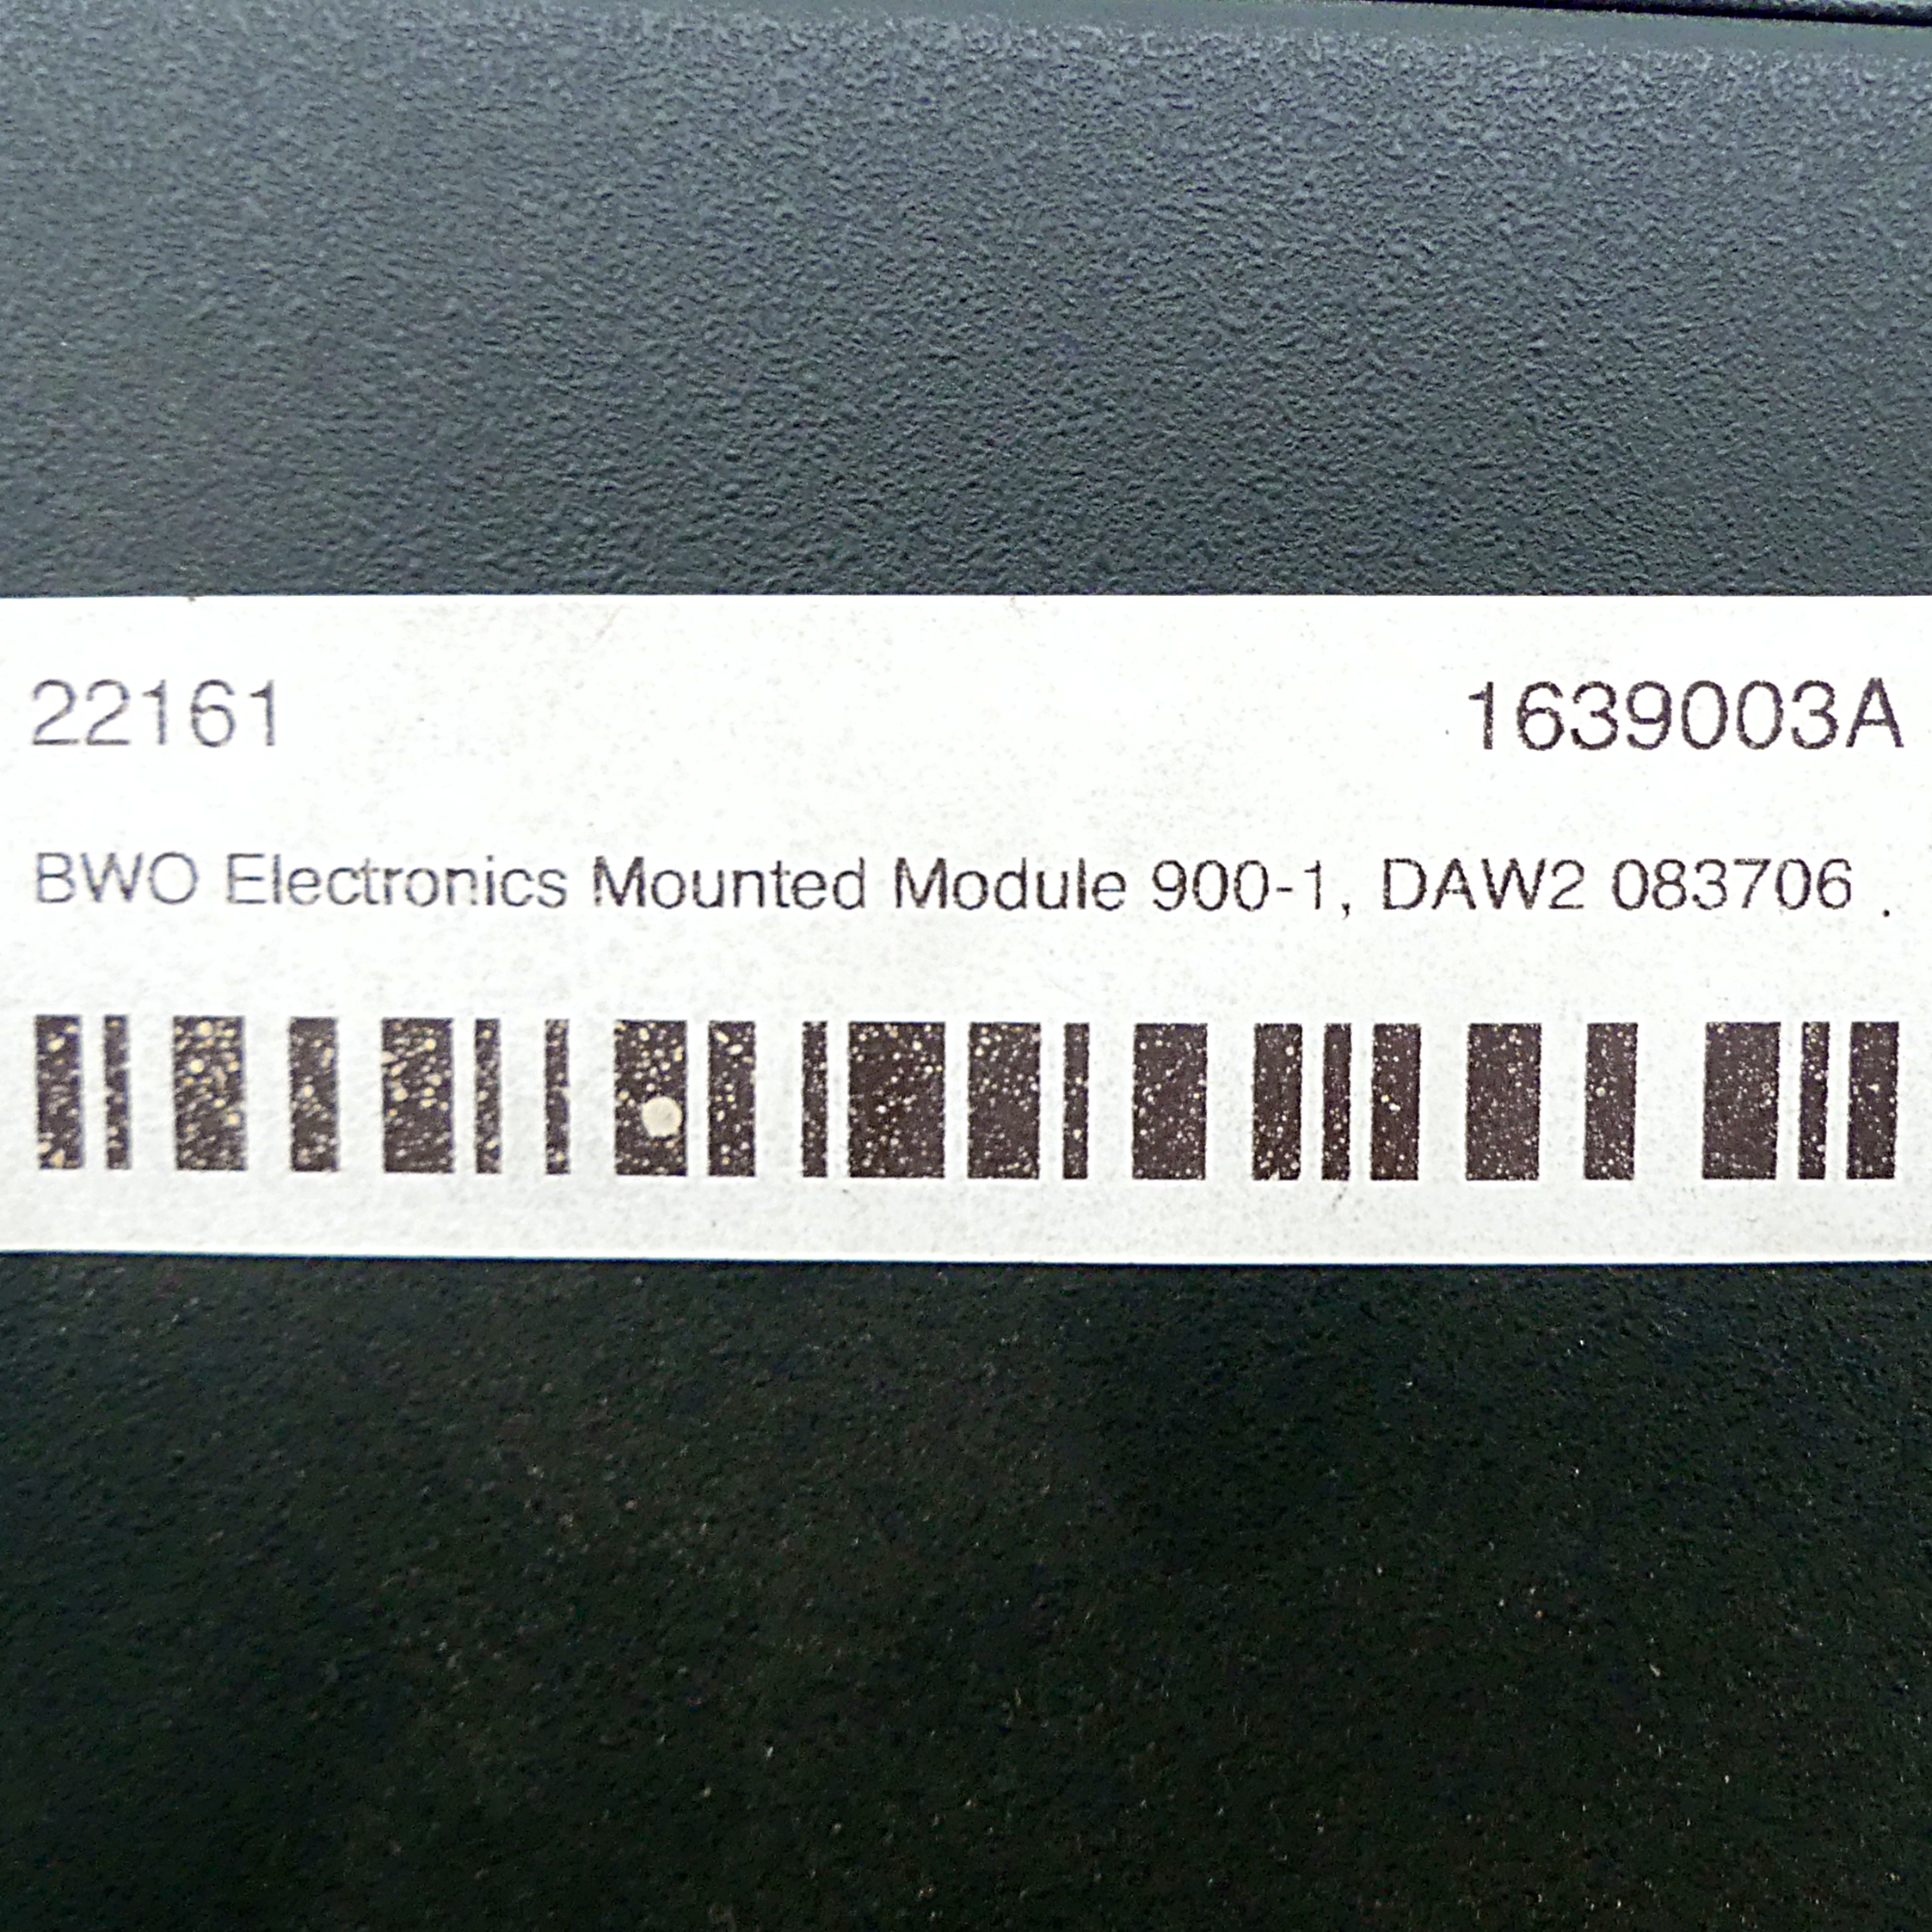 22161 1639003A
BWO Electronics Mounted Module 900-1, DAW2 083706 .